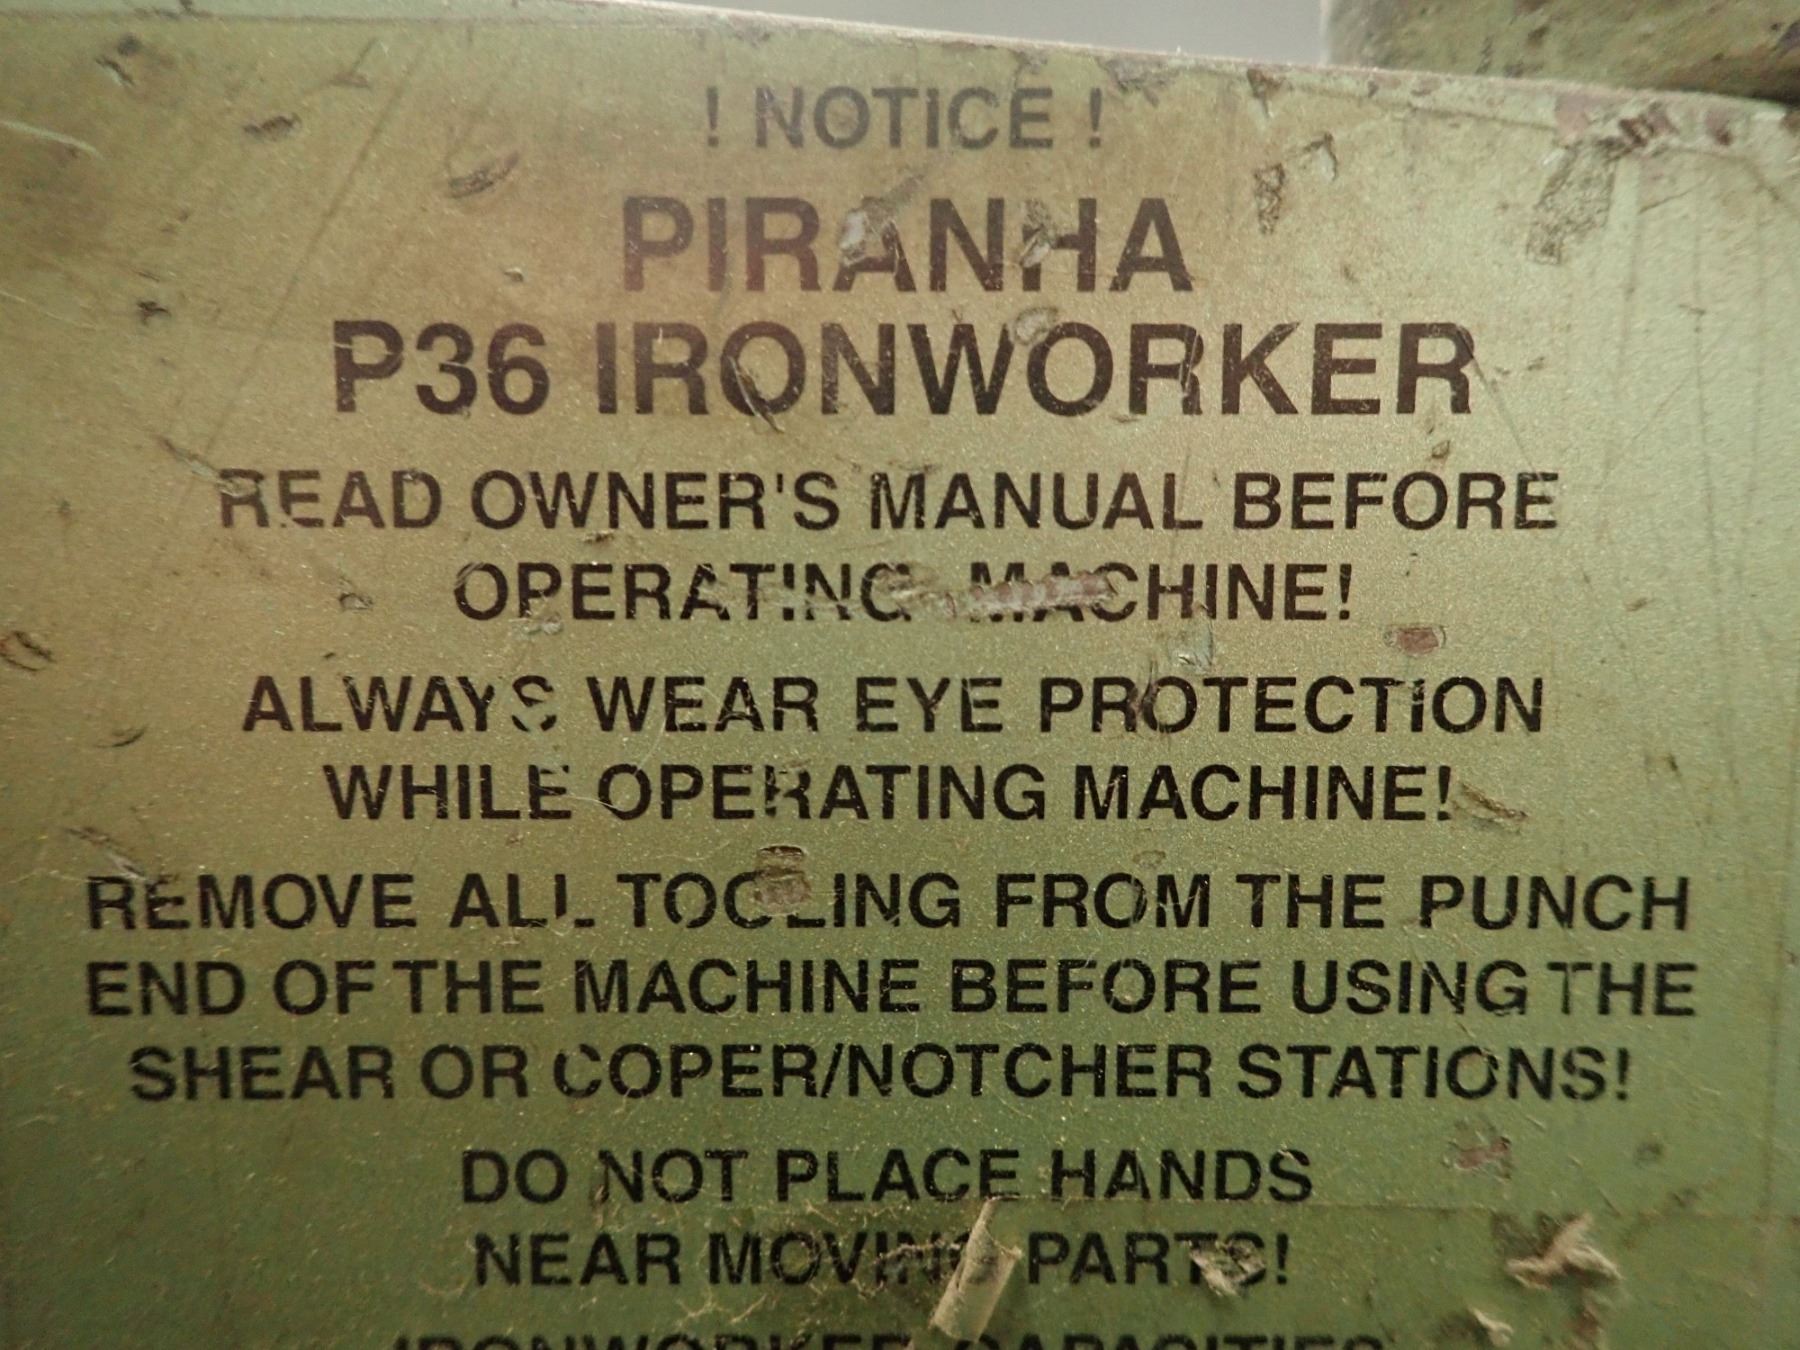 ! NOTICE !
PIRANHA
P36 IRONWORKER
READ OWNER'S MANUAL BEFORE
OPERATING MACHINE!
ALWAYS WEAR EYE PROTECTION
WHILE OPERATING MACHINE!
REMOVE ALL TOOLING FROM THE PUNCH
END OF THE MACHINE BEFORE USING THE
SHEAR OR COPER/NOTCHER STATIONS!
DO NOT PLACE HANDS
NEAR MOVING PARTS!
IRONWORKER CAPACITIES